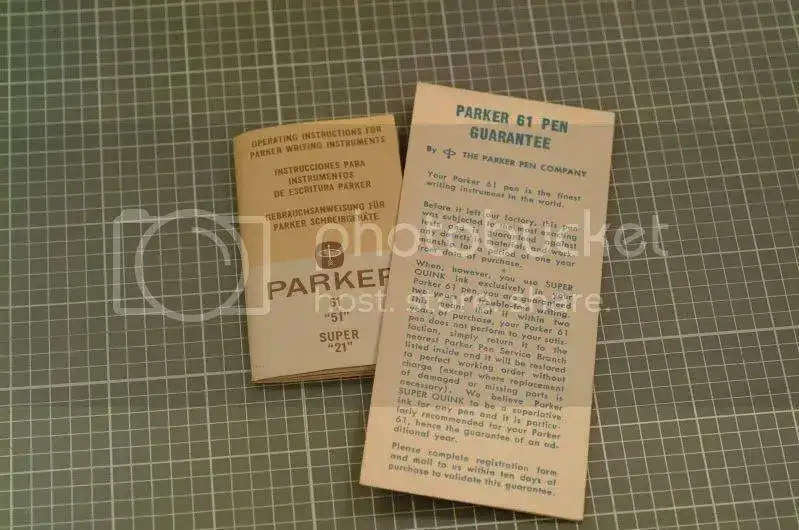 OPERATING INSTRUCTIONS FOR
PARKER WRITING INSTRUMENTS
INSTRUCCIONES PARA
INSTRUMENTOS
DE ESCRITURA PARKER
GEBRAUCHSANWEISUNG FÜR
PARKER SCHREIBGERÄTE
PARKER
61
"51"
SUPER
"21"
PARKER 61 PEN
GUARANTEE
By THE PARKER PEN COMPANY
Your Parker 61 pen is the finest
writing instrument in the world.
Before it left our factory, this pen
was subjected to the most exacting
tests and is guaranteed against
any defects in materials and work-
manship for a period of one year
from date of purchase.
When, however, you use SUPER
QUINK ink exclusively in your
Parker 61 pen, you are guaranteed
two years of trouble-free writing.
This means that if, within two
years of purchase, your Parker 61
pen does not perform to your satis-
faction, simply return it to the
nearest Parker Pen Service Branch
listed inside and it will be restored
to perfect working order without
charge (except where replacement
of damaged or missing parts is
necessary). We believe Parker
SUPER QUINK to be a superlative
ink for any pen and it is particu-
larly recommended for your Parker
61, hence the guarantee of an ad-
ditional year.
Please complete registration form
and mail to us within ten days of
purchase to validate this guarantee.
photobucket
host. store. share.